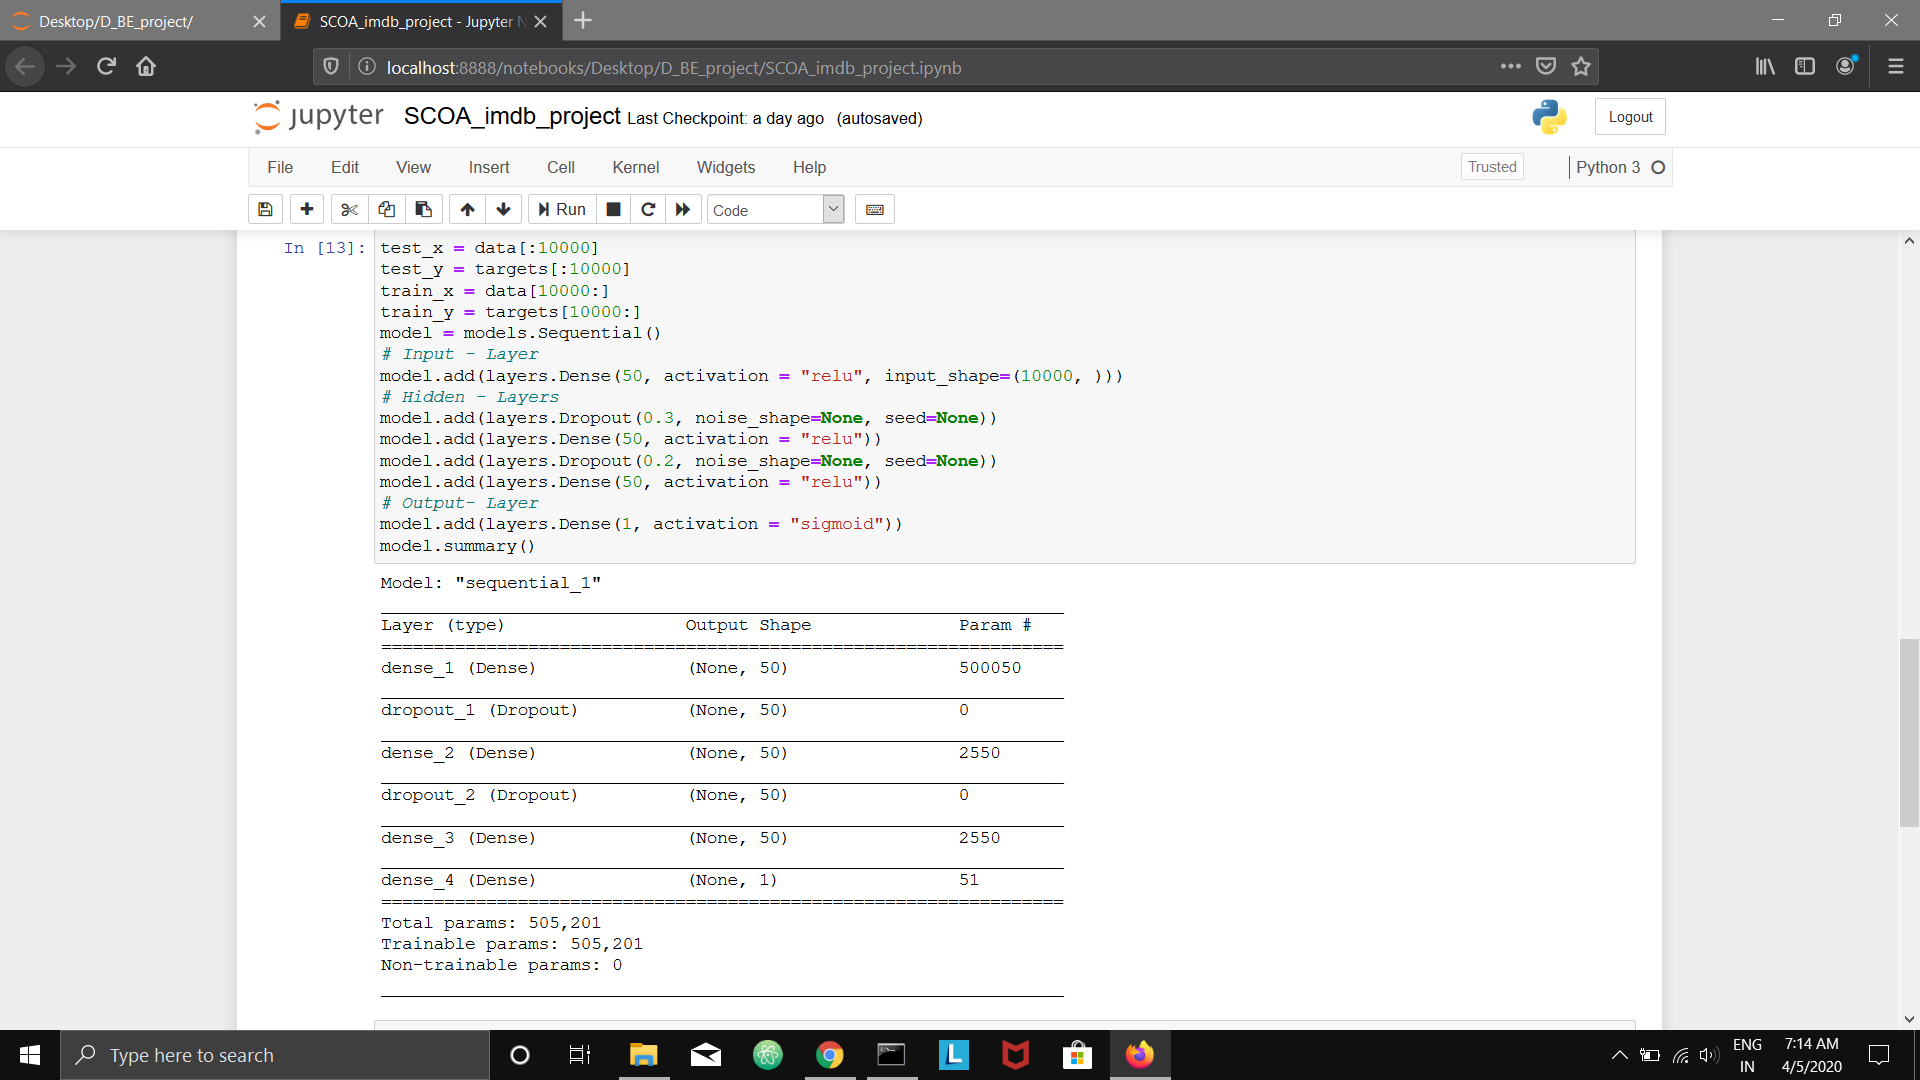 Desktop/D_BE_project/
SCOA_imdb_project - Jupyter N
localhost:8888/notebooks/Desktop/D_BE_project/SCOA_imdb_project.ipynb
jupyter SCOA_imdb_project Last Checkpoint: a day ago (autosaved)
Logout
File Edit View Insert Cell Kernel Widgets Help
Trusted
Python 3
Run
Code
In [13]:
test_x = data[:10000]
test_y = targets[:10000]
train_x = data[10000:]
train_y = targets[10000:]
model = models.Sequential()
# Input - Layer
model.add(layers.Dense(50, activation = "relu", input_shape=(10000, )))
# Hidden - Layers
model.add(layers.Dropout(0.3, noise_shape=None, seed=None))
model.add(layers.Dense(50, activation = "relu"))
model.add(layers.Dropout(0.2, noise_shape=None, seed=None))
model.add(layers.Dense(50, activation = "relu"))
# Output- Layer
model.add(layers.Dense(1, activation = "sigmoid"))
model.summary()
Model: "sequential_1"
Layer (type) Output Shape Param #
=================================================================
dense_1 (Dense) (None, 50) 500050
dropout_1 (Dropout) (None, 50) 0
dense_2 (Dense) (None, 50) 2550
dropout_2 (Dropout) (None, 50) 0
dense_3 (Dense) (None, 50) 2550
dense_4 (Dense) (None, 1) 51
=================================================================
Total params: 505,201
Trainable params: 505,201
Non-trainable params: 0
Type here to search
L
ENG
IN
7:14 AM
4/5/2020